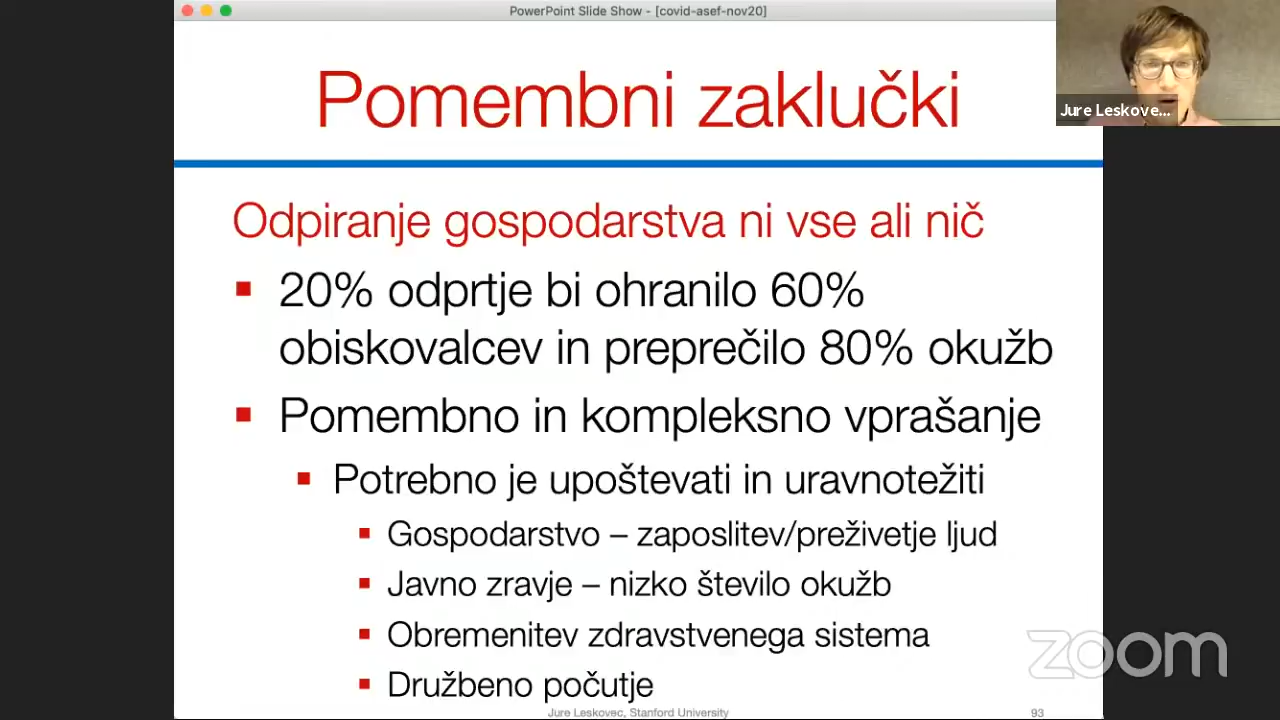 PowerPoint Slide Show - [covid-asef-nov20]
Pomembni zaklučki
Jure Leskove...
Odpiranje gospodarstva ni vse ali nič
20% odprtje bi ohranilo 60%
obiskovalcev in preprečilo 80% okužb
Pomembno in kompleksno vprašanje
Potrebno je upoštevati in uravnotežiti
Gospodarstvo – zaposlitev/preživetje ljud
Javno zravje – nizko število okužb
Obremenitev zdravstvenega sistema
Družbeno počutje
zoom
Jure Leskovec, Stanford University
93